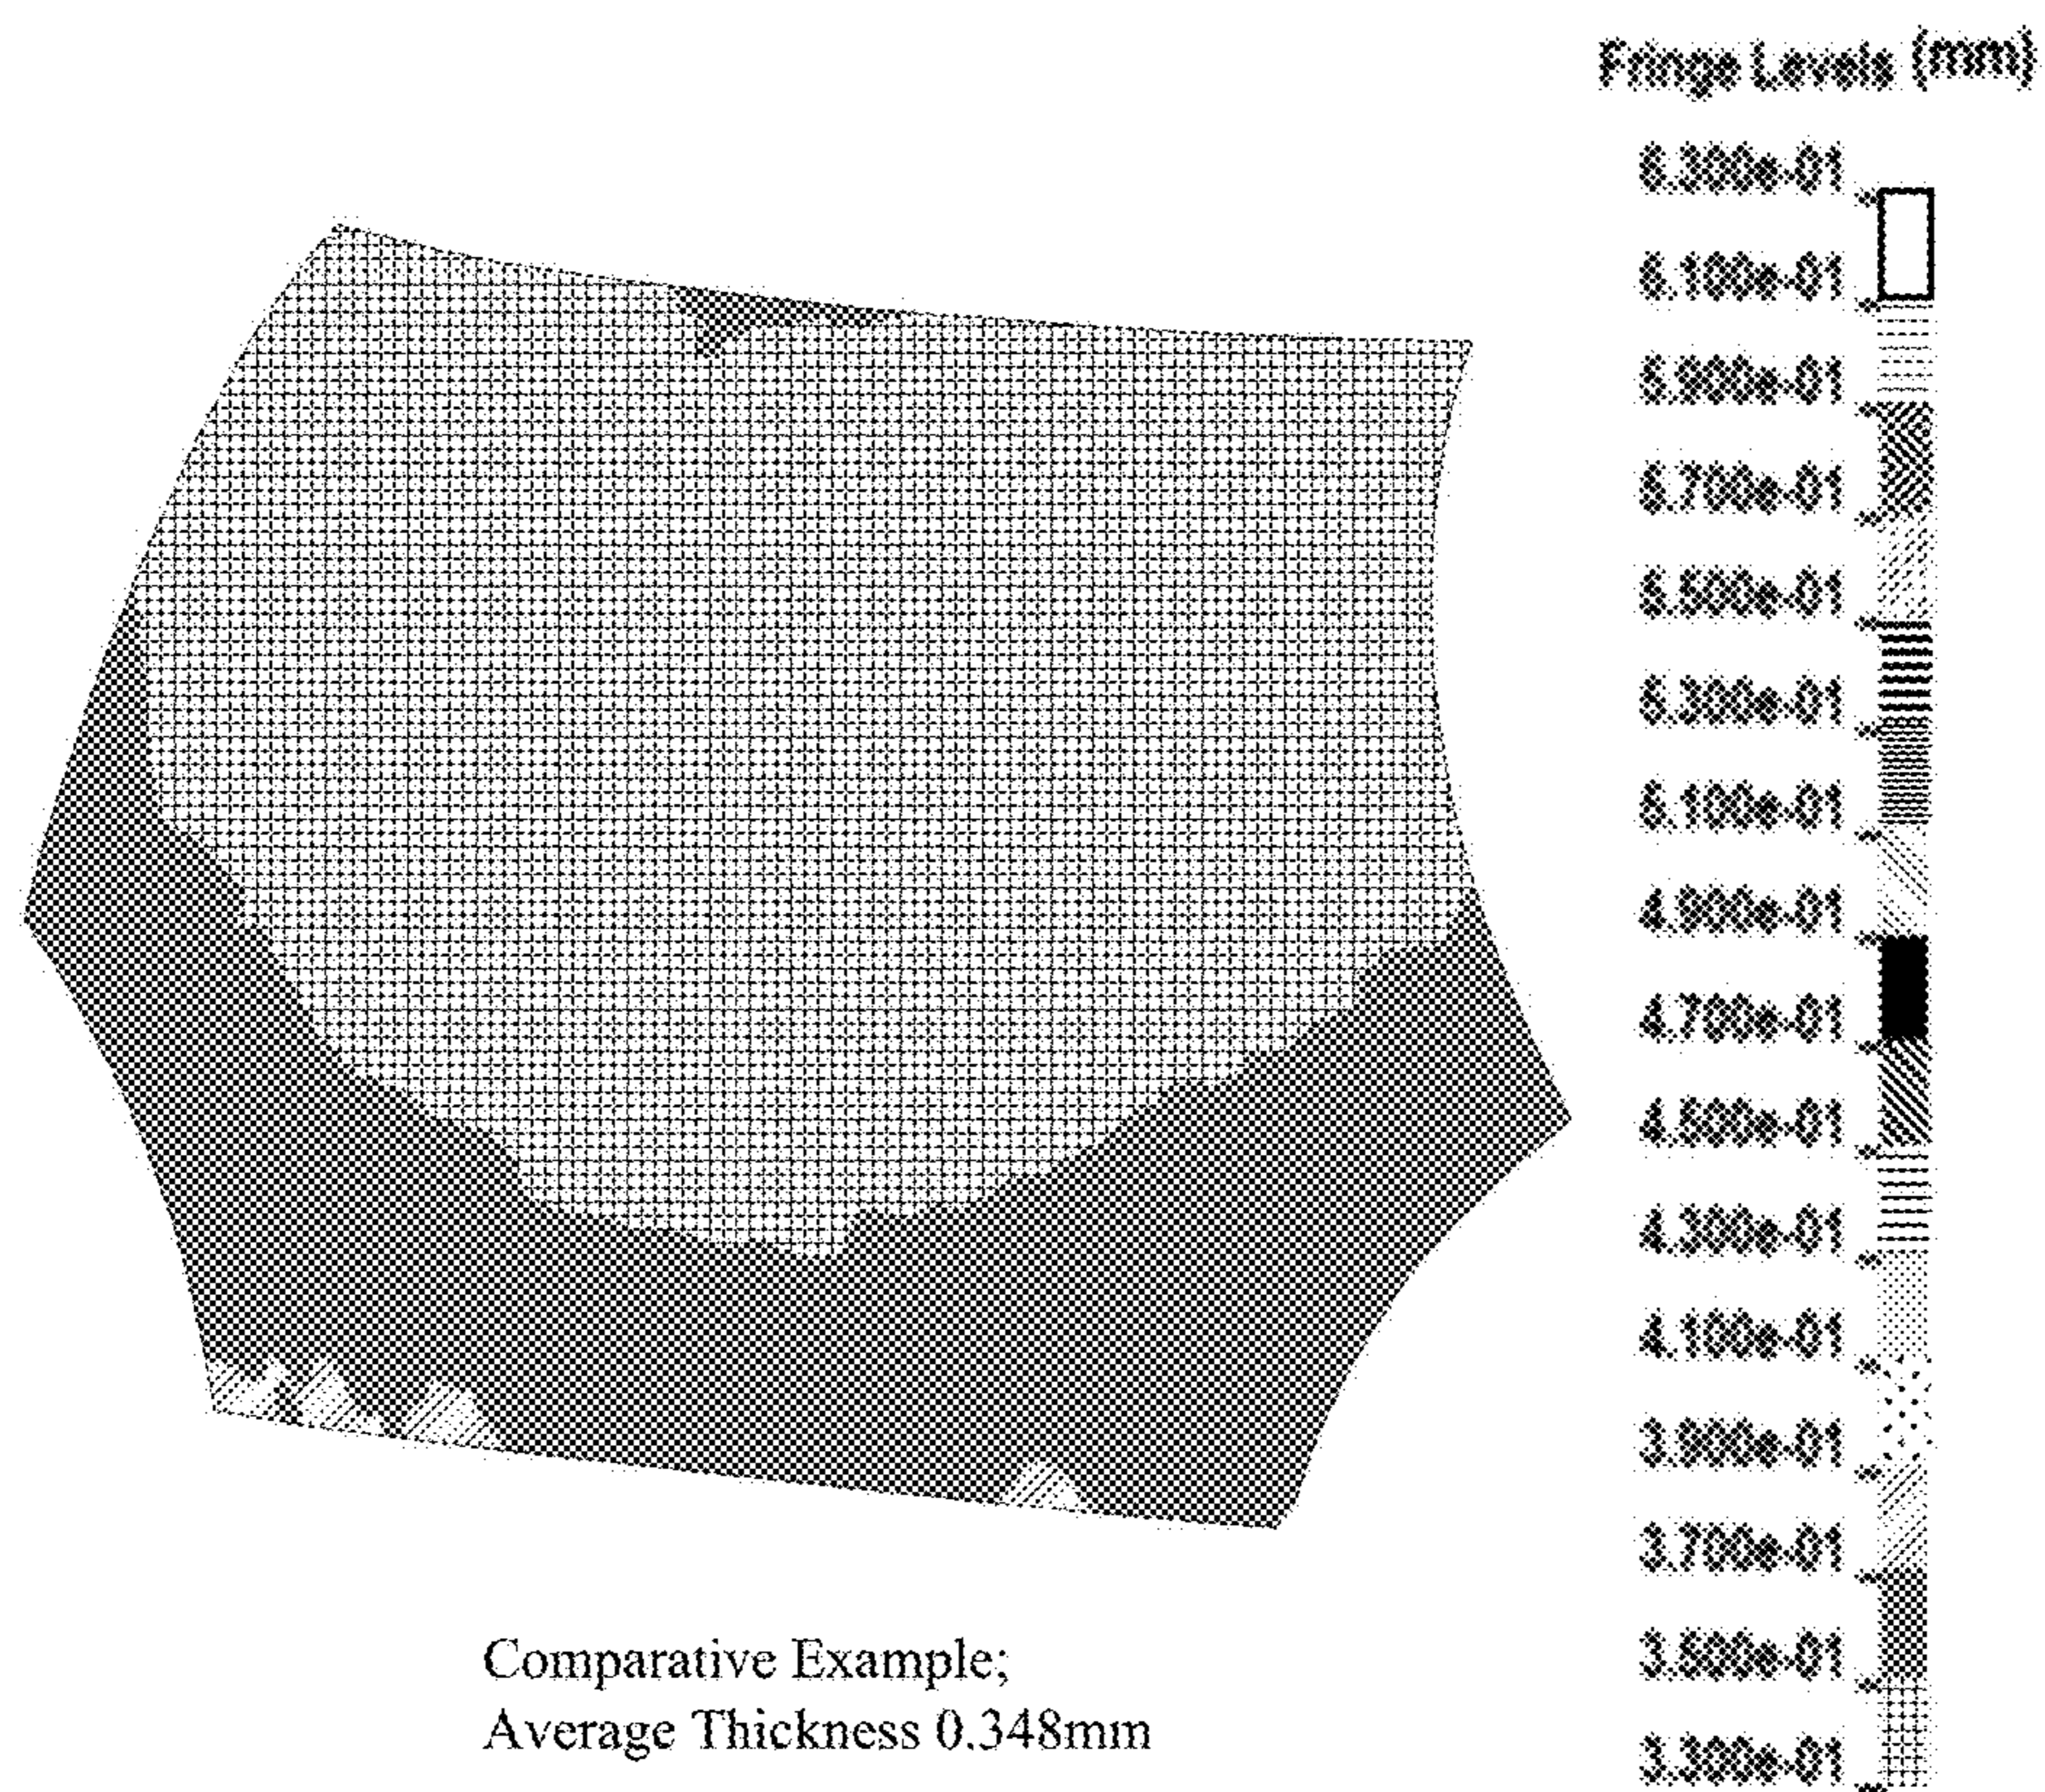 Fringe Levels (mm)
6.300e-01
6.100e-01
5.900e-01
5.700e-01
5.500e-01
5.300e-01
5.100e-01
4.900e-01
4.700e-01
4.500e-01
4.300e-01
4.100e-01
3.900e-01
3.700e-01
3.500e-01
3.300e-01
Comparative Example;
Average Thickness 0.348mm